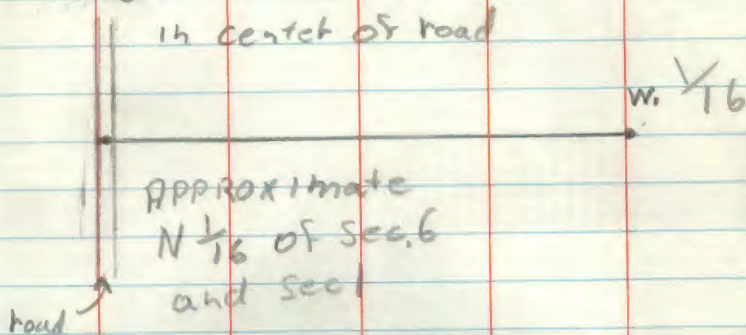 in center of road
W. 1/16
APPROXimate
N 1/16 of Sec. 6
and Sec 1
road